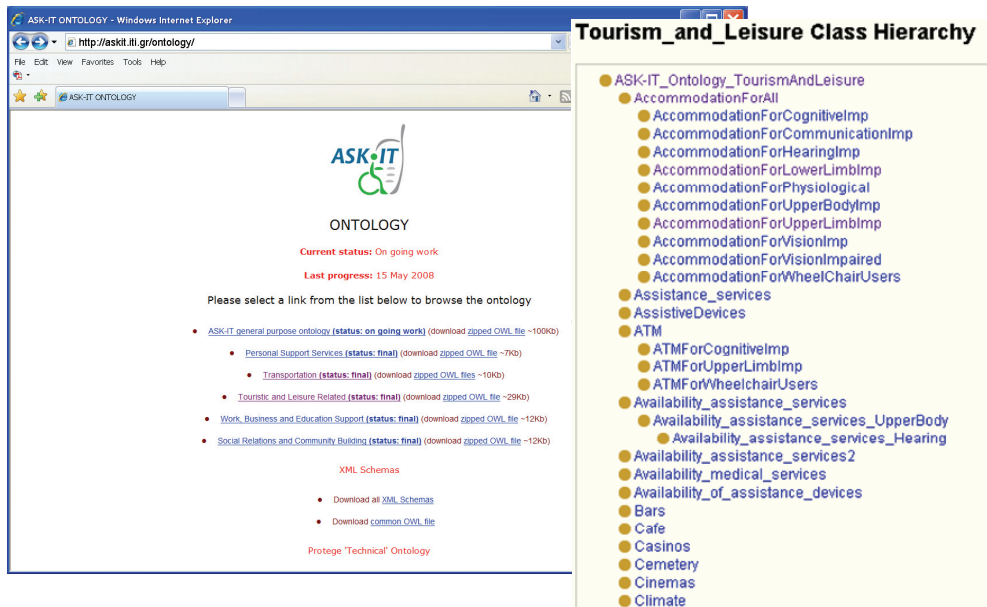 ASK-IT ONTOLOGY - Windows Internet Explorer
http://askit.iti.gr/ontology/
File Edit View Favorites Tools Help
ASK-IT ONTOLOGY
ASK-IT
ONTOLOGY
Current status: On going work
Last progress: 15 May 2008
Please select a link from the list below to browse the ontology
• ASK-IT general purpose ontology (status: on going work) (download zipped OWL file ~100Kb)
• Personal Support Services (status: final) (download zipped OWL file ~7Kb)
• Transportation (status: final) (download zipped OWL files ~10Kb)
• Touristic and Leisure Related (status: final) (download zipped OWL file ~29Kb)
• Work, Business and Education Support (status: final) (download zipped OWL file ~12Kb)
• Social Relations and Community Building (status: final) (download zipped OWL file ~12Kb)
XML Schemas
• Download all XML Schemas
• Download common OWL file
Protege 'Technical' Ontology
Tourism_and_Leisure Class Hierarchy
ASK-IT_Ontology_TourismAndLeisure
AccommodationForAll
AccommodationForCognitiveImp
AccommodationForCommunicationImp
AccommodationForHearingImp
AccommodationForLowerLimbImp
AccommodationForPhysiological
AccommodationForUpperBodyImp
AccommodationForUpperLimbImp
AccommodationForVisionImp
AccommodationForVisionImpaired
AccommodationForWheelChairUsers
Assistance_services
AssistiveDevices
ATM
ATMForCognitiveImp
ATMForUpperLimbImp
ATMForWheelchairUsers
Availability_assistance_services
Availability_assistance_services_UpperBody
Availability_assistance_services_Hearing
Availability_assistance_services2
Availability_medical_services
Availability_of_assistance_devices
Bars
Cafe
Casinos
Cemetery
Cinemas
Climate